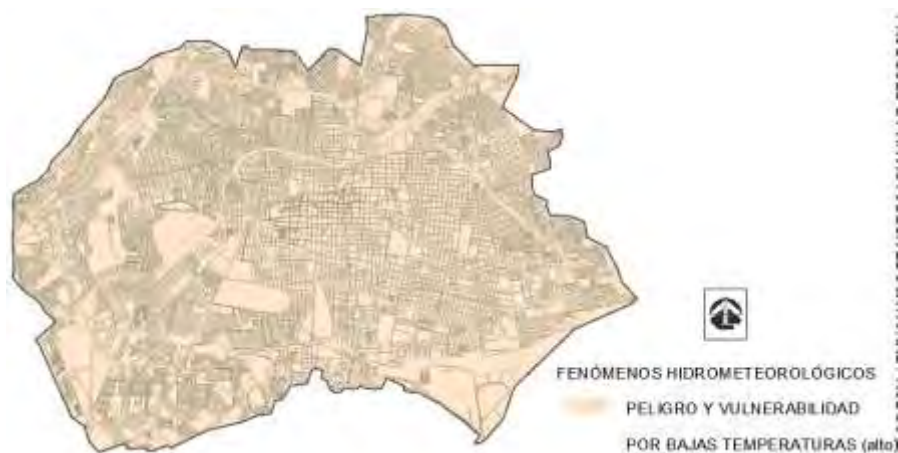 FENÓMENOS HIDROMETEOROLÓGICOS
PELIGRO Y VULNERABILIDAD
POR BAJAS TEMPERATURAS (alto)